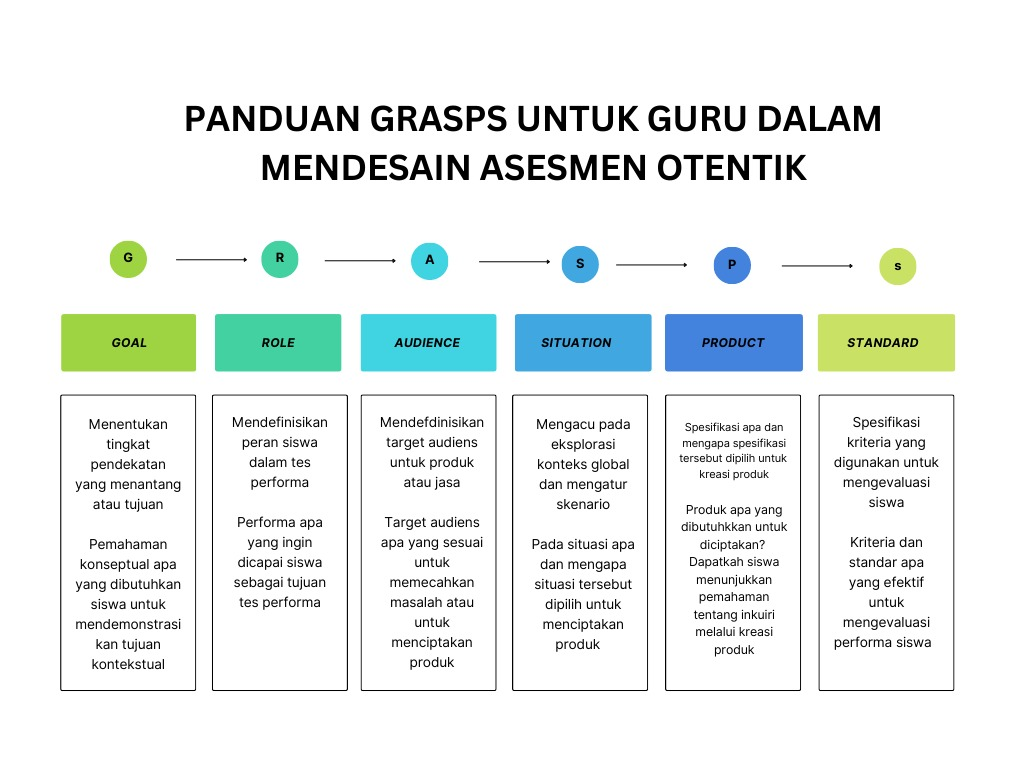 PANDUAN GRASPS UNTUK GURU DALAM
MENDESAIN ASESMEN OTENTIK
G
R
A
S
P
s
GOAL
ROLE
AUDIENCE
SITUATION
PRODUCT
STANDARD
Menentukan
tingkat
pendekatan
yang menantang
atau tujuan
Pemahaman
konseptual apa
yang dibutuhkan
siswa untuk
mendemonstrasi
kan tujuan
kontekstual
Mendefinisikan
peran siswa
dalam tes
performa
Performa apa
yang ingin
dicapai siswa
sebagai tujuan
tes performa
Mendefdinisikan
target audiens
untuk produk
atau jasa
Target audiens
apa yang sesuai
untuk
memecahkan
masalah atau
untuk
menciptakan
produk
Mengacu pada
eksplorasi
konteks global
dan mengatur
skenario
Pada situasi apa
dan mengapa
situasi tersebut
dipilih untuk
menciptakan
produk
Spesifikasi apa dan
mengapa spesifikasi
tersebut dipilih untuk
kreasi produk
Produk apa yang
dibutuhkkan untuk
diciptakan?
Dapatkah siswa
menunjukkan
pemahaman
tentang inkuiri
melalui kreasi
produk
Spesifikasi
kriteria yang
digunakan untuk
mengevaluasi
siswa
Kriteria dan
standar apa
yang efektif
untuk
mengevaluasi
performa siswa